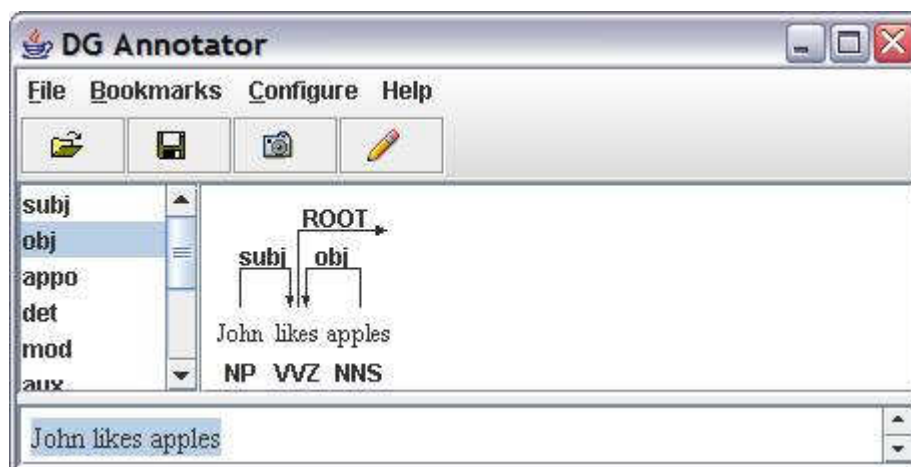 DG Annotator
File Bookmarks Configure Help
subj
obj
appo
det
mod
aux
ROOT
subj obj
John likes apples
NP VVZ NNS
John likes apples